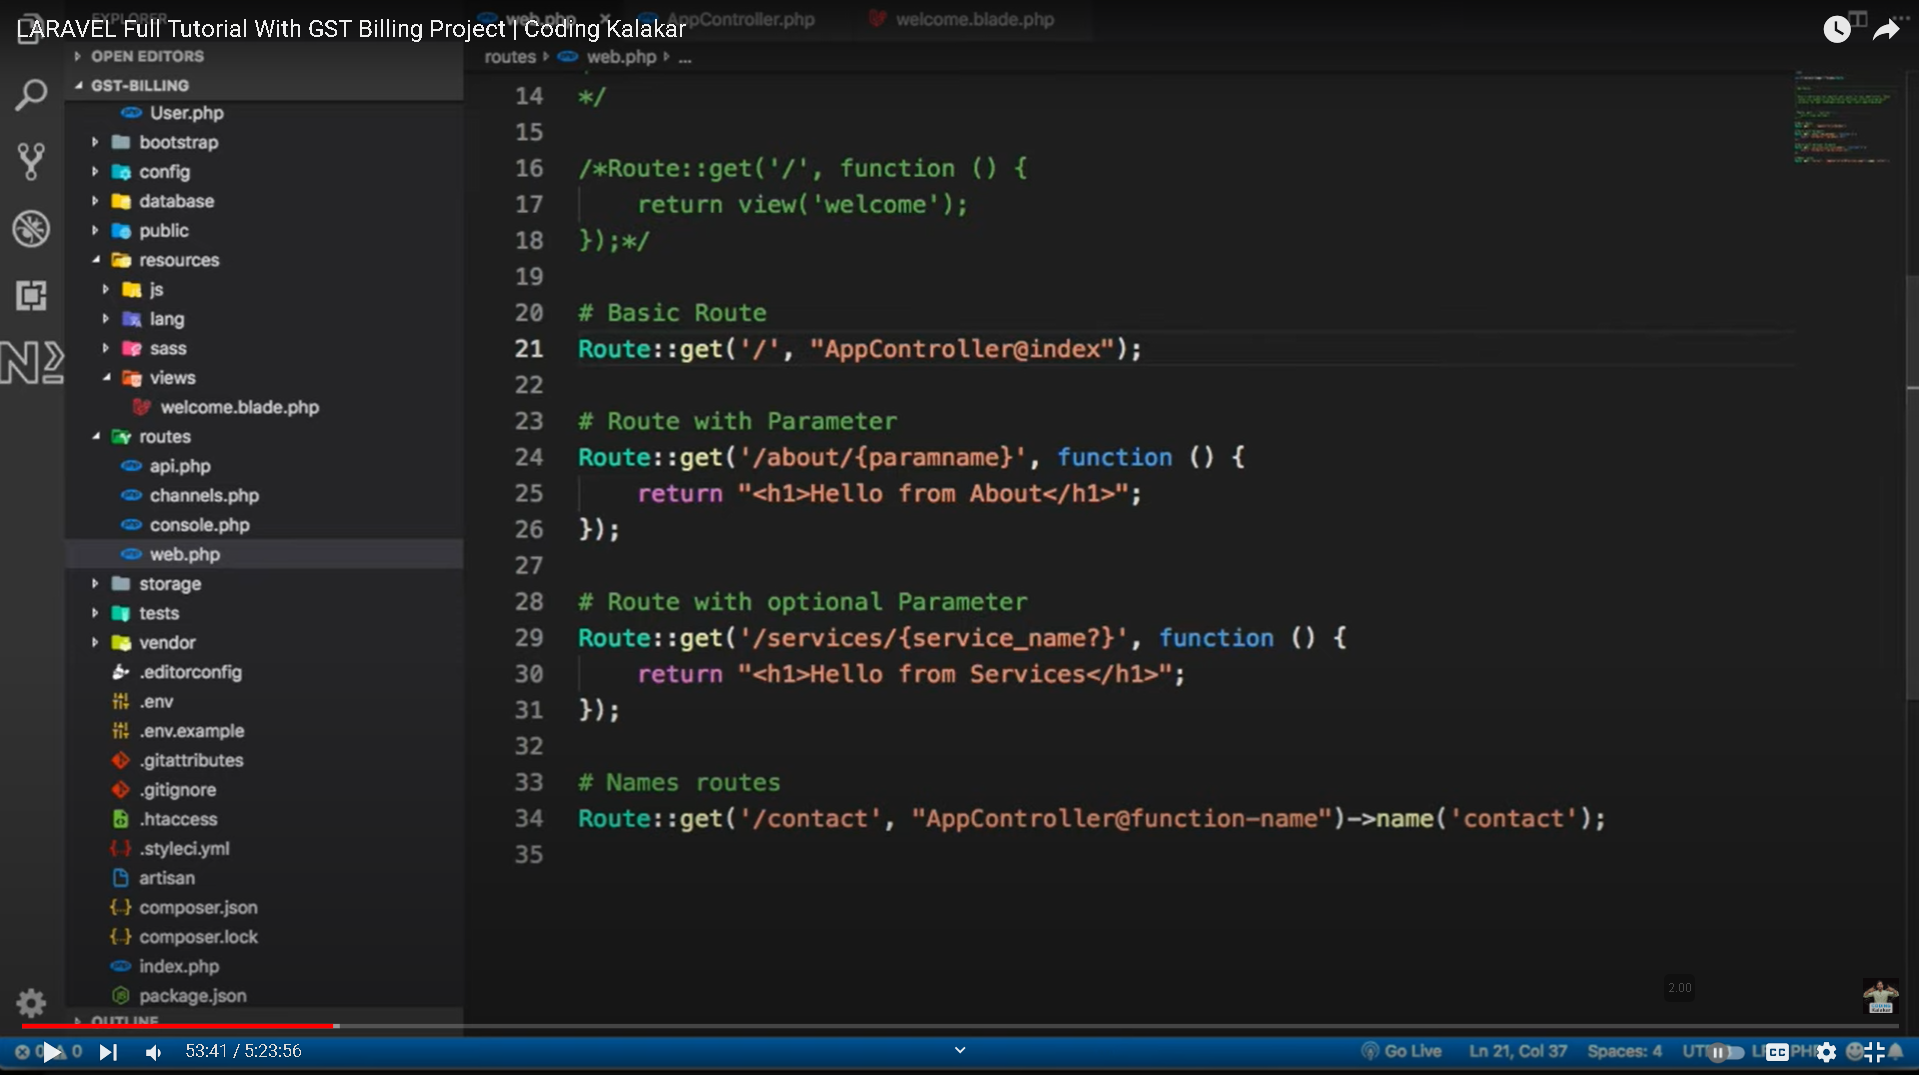 LARAVEL Full Tutorial With GST Billing Project | Coding Kalakar
web.php
AppController.php
welcome.blade.php
OPEN EDITORS
routes
web.php
...
GST-BILLING
User.php
bootstrap
config
database
public
resources
js
lang
sass
views
welcome.blade.php
routes
api.php
channels.php
console.php
web.php
storage
tests
vendor
.editorconfig
.env
.env.example
.gitattributes
.gitignore
.htaccess
.styleci.yml
artisan
composer.json
composer.lock
index.php
package.json
OUTLINE
14 */
15
16 /*Route::get('/', function () {
17 return view('welcome');
18 });*/
19
20 # Basic Route
21 Route::get('/', "AppController@index");
22
23 # Route with Parameter
24 Route::get('/about/{paramname}', function () {
25 return "<h1>Hello from About</h1>";
26 });
27
28 # Route with optional Parameter
29 Route::get('/services/{service_name?}', function () {
30 return "<h1>Hello from Services</h1>";
31 });
32
33 # Names routes
34 Route::get('/contact', "AppController@function-name")->name('contact');
35
2.00
53:41 / 5:23:56
Go Live
Ln 21, Col 37
Spaces: 4
CC